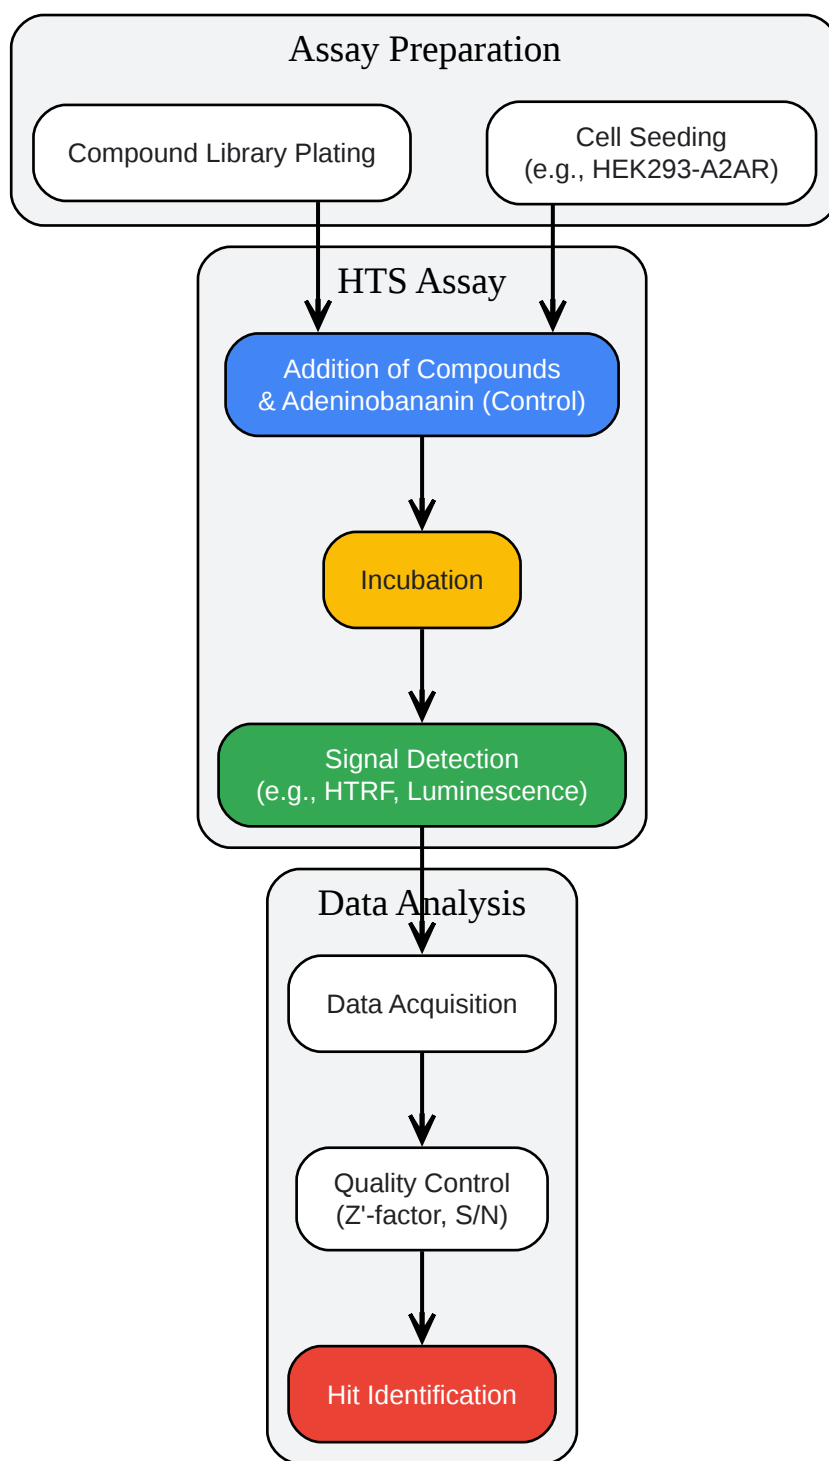 Assay Preparation
Compound Library Plating
Cell Seeding
(e.g., HEK293-A2AR)
HTS Assay
Addition of Compounds
& Adeninobananin (Control)
Incubation
Signal Detection
(e.g., HTRF, Luminescence)
Data Analysis
Data Acquisition
Quality Control
(Z'-factor, S/N)
Hit Identification